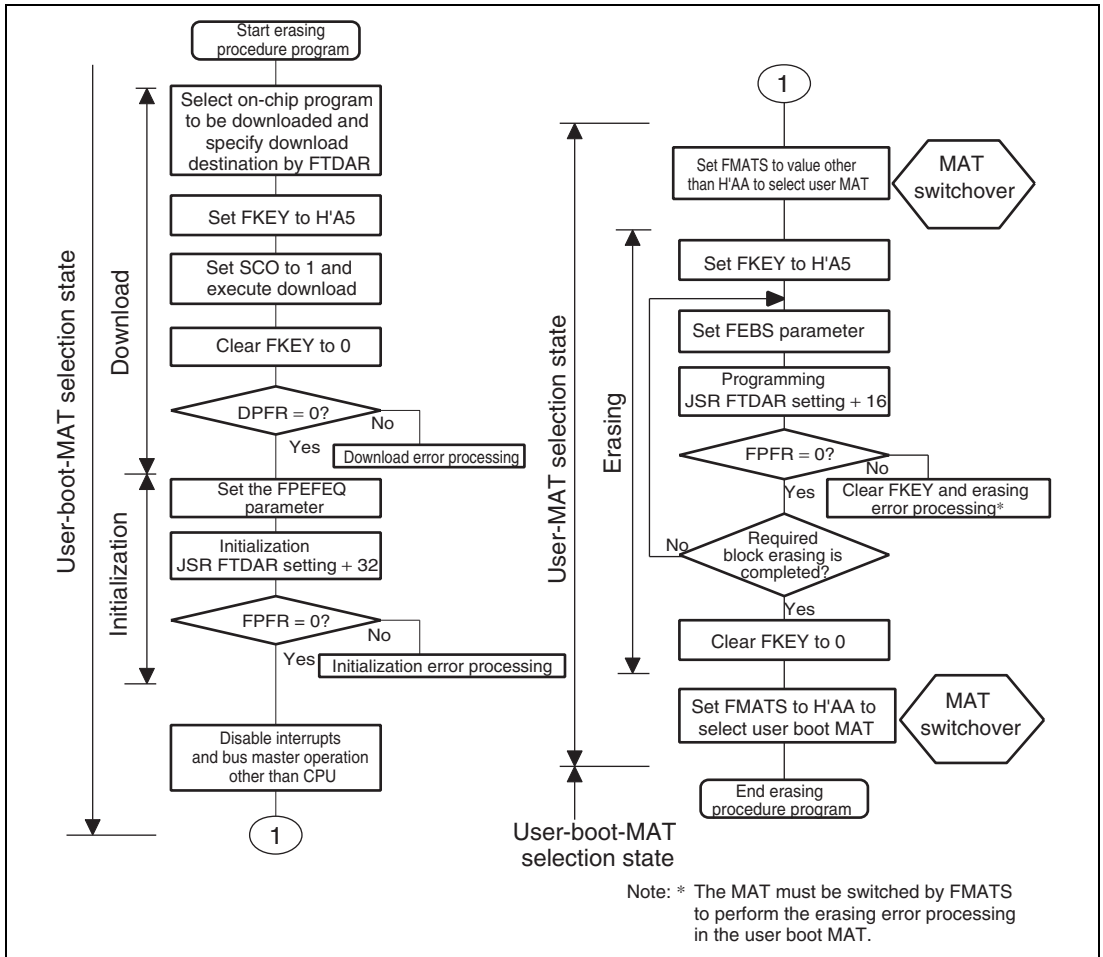 Start erasing
procedure program
Select on-chip program
to be downloaded and
specify download
destination by FTDAR
Set FKEY to H'A5
Set SCO to 1 and
execute download
Clear FKEY to 0
DPFR = 0?
No
Yes
Download error processing
Set the FPEFEQ
parameter
Initialization
JSR FTDAR setting + 32
FPFR = 0?
No
Yes
Initialization error processing
Disable interrupts
and bus master operation
other than CPU
1
User-boot-MAT selection state
Download
Initialization
1
Set FMATS to value other
than H'AA to select user MAT
MAT
switchover
Set FKEY to H'A5
Set FEBS parameter
Programming
JSR FTDAR setting + 16
FPFR = 0?
No
Yes
Clear FKEY and erasing
error processing*
Required
block erasing is
completed?
No
Yes
Clear FKEY to 0
Set FMATS to H'AA to
select user boot MAT
MAT
switchover
End erasing
procedure program
User-MAT selection state
Erasing
User-boot-MAT
selection state
Note: * The MAT must be switched by FMATS
to perform the erasing error processing
in the user boot MAT.